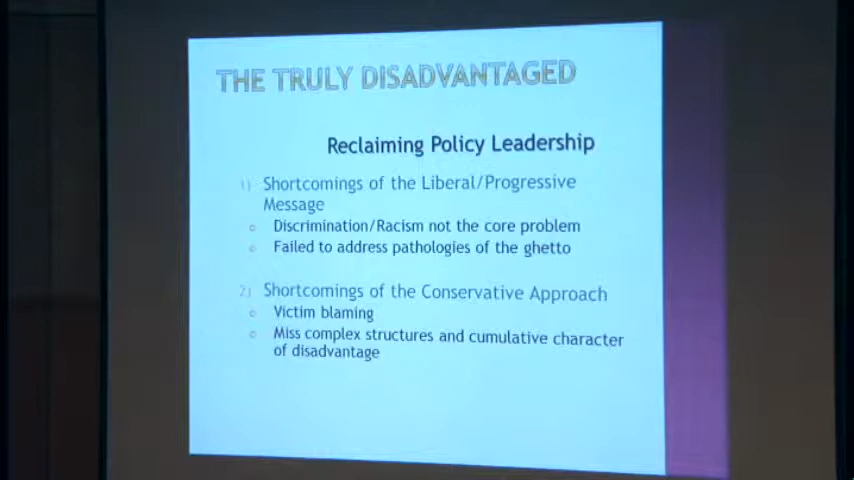 THE TRULY DISADVANTAGED
Reclaiming Policy Leadership
1) Shortcomings of the Liberal/Progressive
Message
o Discrimination/Racism not the core problem
o Failed to address pathologies of the ghetto
2) Shortcomings of the Conservative Approach
o Victim blaming
o Miss complex structures and cumulative character
of disadvantage